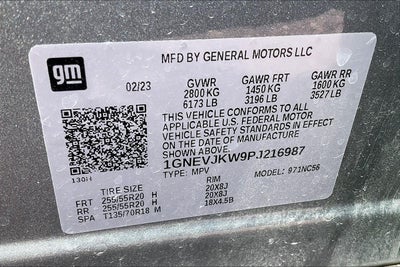 gm
MFD BY GENERAL MOTORS LLC
02/23 GVWR GAWR FRT GAWR RR
2800 KG 1450 KG 1600 KG
6173 LB 3196 LB 3527 LB
THIS VEHICLE CONFORMS TO ALL
APPLICABLE U.S. FEDERAL MOTOR
VEHICLE SAFETY STANDARDS IN EFFECT
ON THE DATE OF MANUFACTURE
SHOWN ABOVE.
1GNEVJKW9PJ216987
130H TYPE: MPV MODEL: 971NC56
TIRE SIZE RIM
FRT 255/55R20 H 20X8J
RR 255/55R20 H 20X8J
SPA T135/70R18 M 18X4.5B